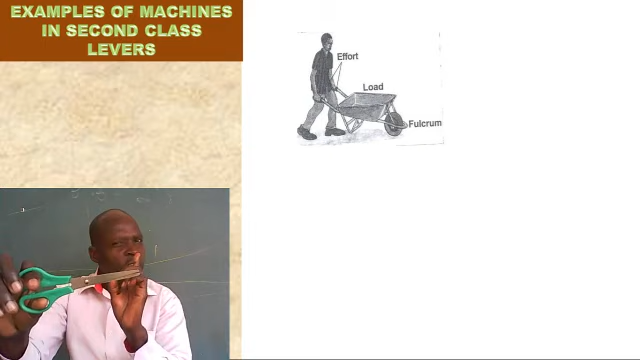 EXAMPLES OF MACHINES
IN SECOND CLASS
LEVERS
Effort
Load
Fulcrum